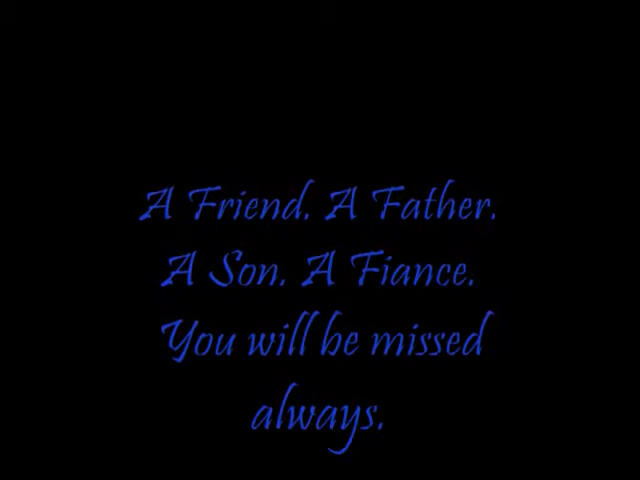 A Friend. A Father.
A Son. A Fiance.
You will be missed
always.